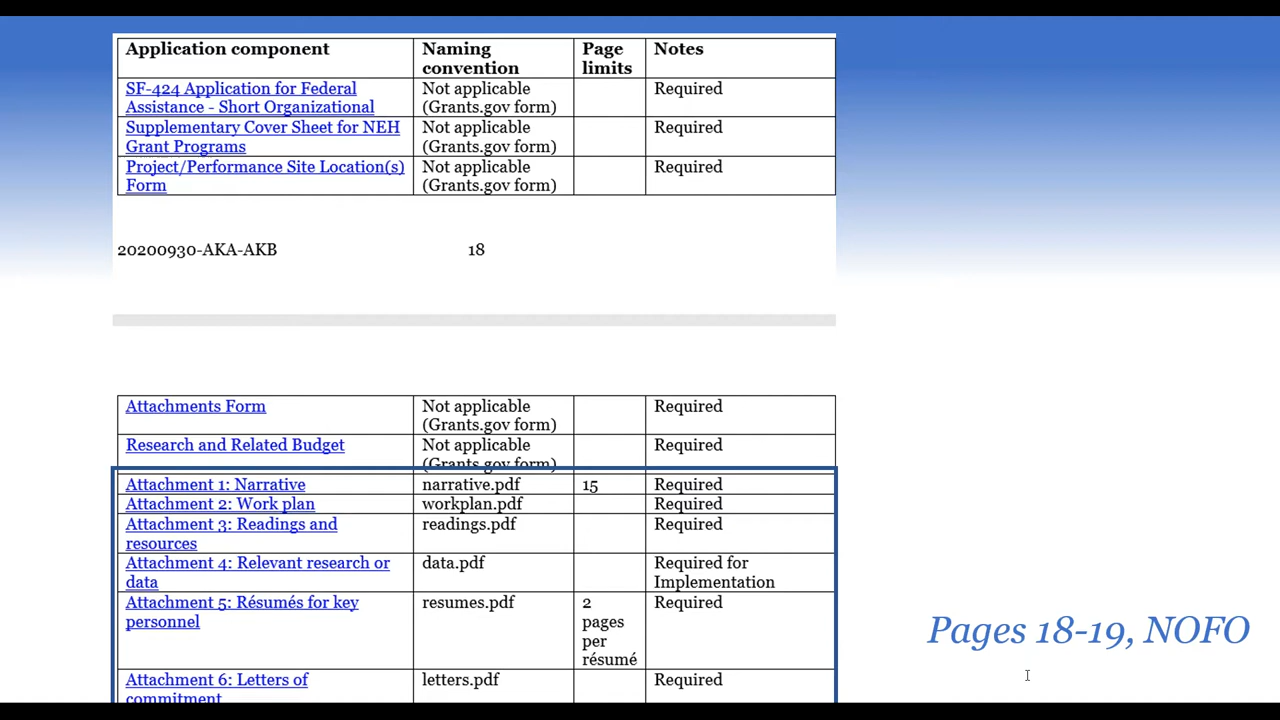 Application component Naming convention Page limits Notes
SF-424 Application for Federal Assistance - Short Organizational Not applicable (Grants.gov form) Required
Supplementary Cover Sheet for NEH Grant Programs Not applicable (Grants.gov form) Required
Project/Performance Site Location(s) Form Not applicable (Grants.gov form) Required
20200930-AKA-AKB 18
Attachments Form Not applicable (Grants.gov form) Required
Research and Related Budget Not applicable (Grants.gov form) Required
Attachment 1: Narrative narrative.pdf 15 Required
Attachment 2: Work plan workplan.pdf Required
Attachment 3: Readings and resources readings.pdf Required
Attachment 4: Relevant research or data data.pdf Required for Implementation
Attachment 5: Résumés for key personnel resumes.pdf 2 pages per résumé Required
Attachment 6: Letters of commitment letters.pdf Required
Pages 18-19, NOFO